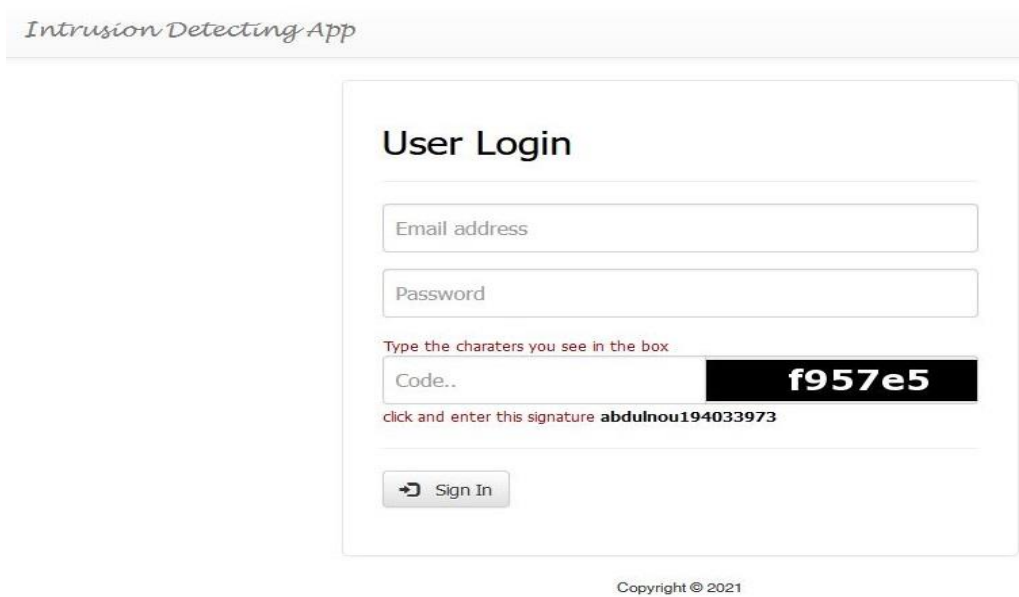 Intrusion Detecting App
User Login
Email address
Password
Type the charaters you see in the box
Code.. f957e5
click and enter this signature abdulnou194033973
Sign In
Copyright © 2021